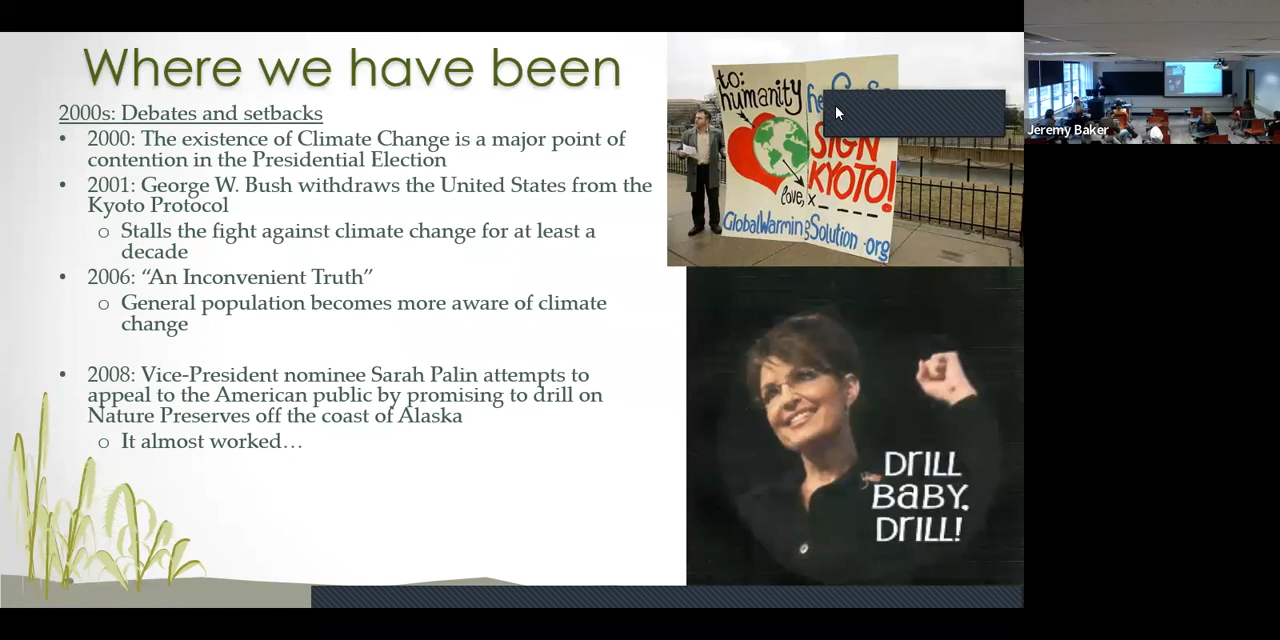 Where we have been
2000s: Debates and setbacks
• 2000: The existence of Climate Change is a major point of
contention in the Presidential Election
• 2001: George W. Bush withdraws the United States from the
Kyoto Protocol
o Stalls the fight against climate change for at least a
decade
• 2006: “An Inconvenient Truth”
o General population becomes more aware of climate
change
• 2008: Vice-President nominee Sarah Palin attempts to
appeal to the American public by promising to drill on
Nature Preserves off the coast of Alaska
o It almost worked…
to:
humanity
love,
SIGN
KYOTO!
x
GlobalWarmingSolution.org
DRILL
BABY,
DRILL!
Jeremy Baker